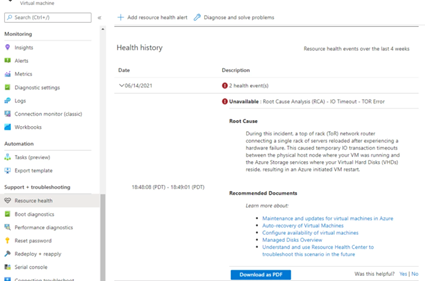 Virtual machine
Search (Ctrl+/)
«
Add resource health alert
Diagnose and solve problems
Monitoring
Insights
Alerts
Metrics
Diagnostic settings
Logs
Connection monitor (classic)
Workbooks
Automation
Tasks (preview)
Export template
Support + troubleshooting
Resource health
Boot diagnostics
Performance diagnostics
Reset password
Redeploy + reapply
Serial console
Connection troubleshoot
Health history
Resource health events over the last 4 weeks
Date
Description
06/14/2021
2 health event(s)
Unavailable : Root Cause Analysis (RCA) - IO Timeout - TOR Error
Root Cause
During this incident, a top of rack (ToR) network router
connecting a single rack of servers reloaded after experiencing a
hardware failure. This caused temporary IO transaction timeouts
between the physical host node where your VM was running and
the Azure Storage services where your Virtual Hard Disks (VHDs)
reside, resulting in an Azure initiated VM restart.
18:48:08 (PDT) - 18:49:01 (PDT)
Recommended Documents
Learn more about:
Maintenance and updates for virtual machines in Azure
Auto-recovery of Virtual Machines
Configure availability of virtual machines
Managed Disks Overview
Understand and use Resource Health Center to
troubleshoot this scenario in the future
Download as PDF
Was this helpful? Yes | No